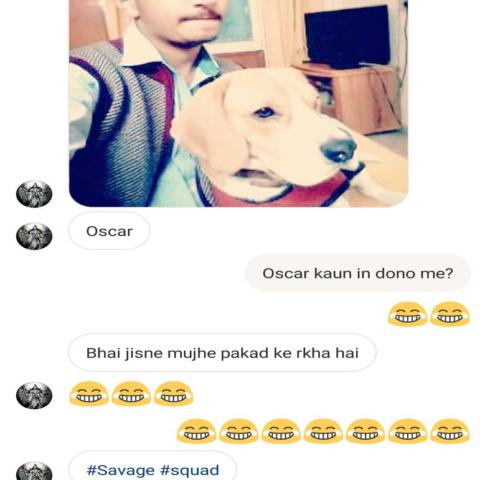 Oscar
Oscar kaun in dono me?
😂😂
Bhai jisne mujhe pakad ke rkha hai
😂😂😂
😂😂😂😂😂😂😂
#Savage #squad